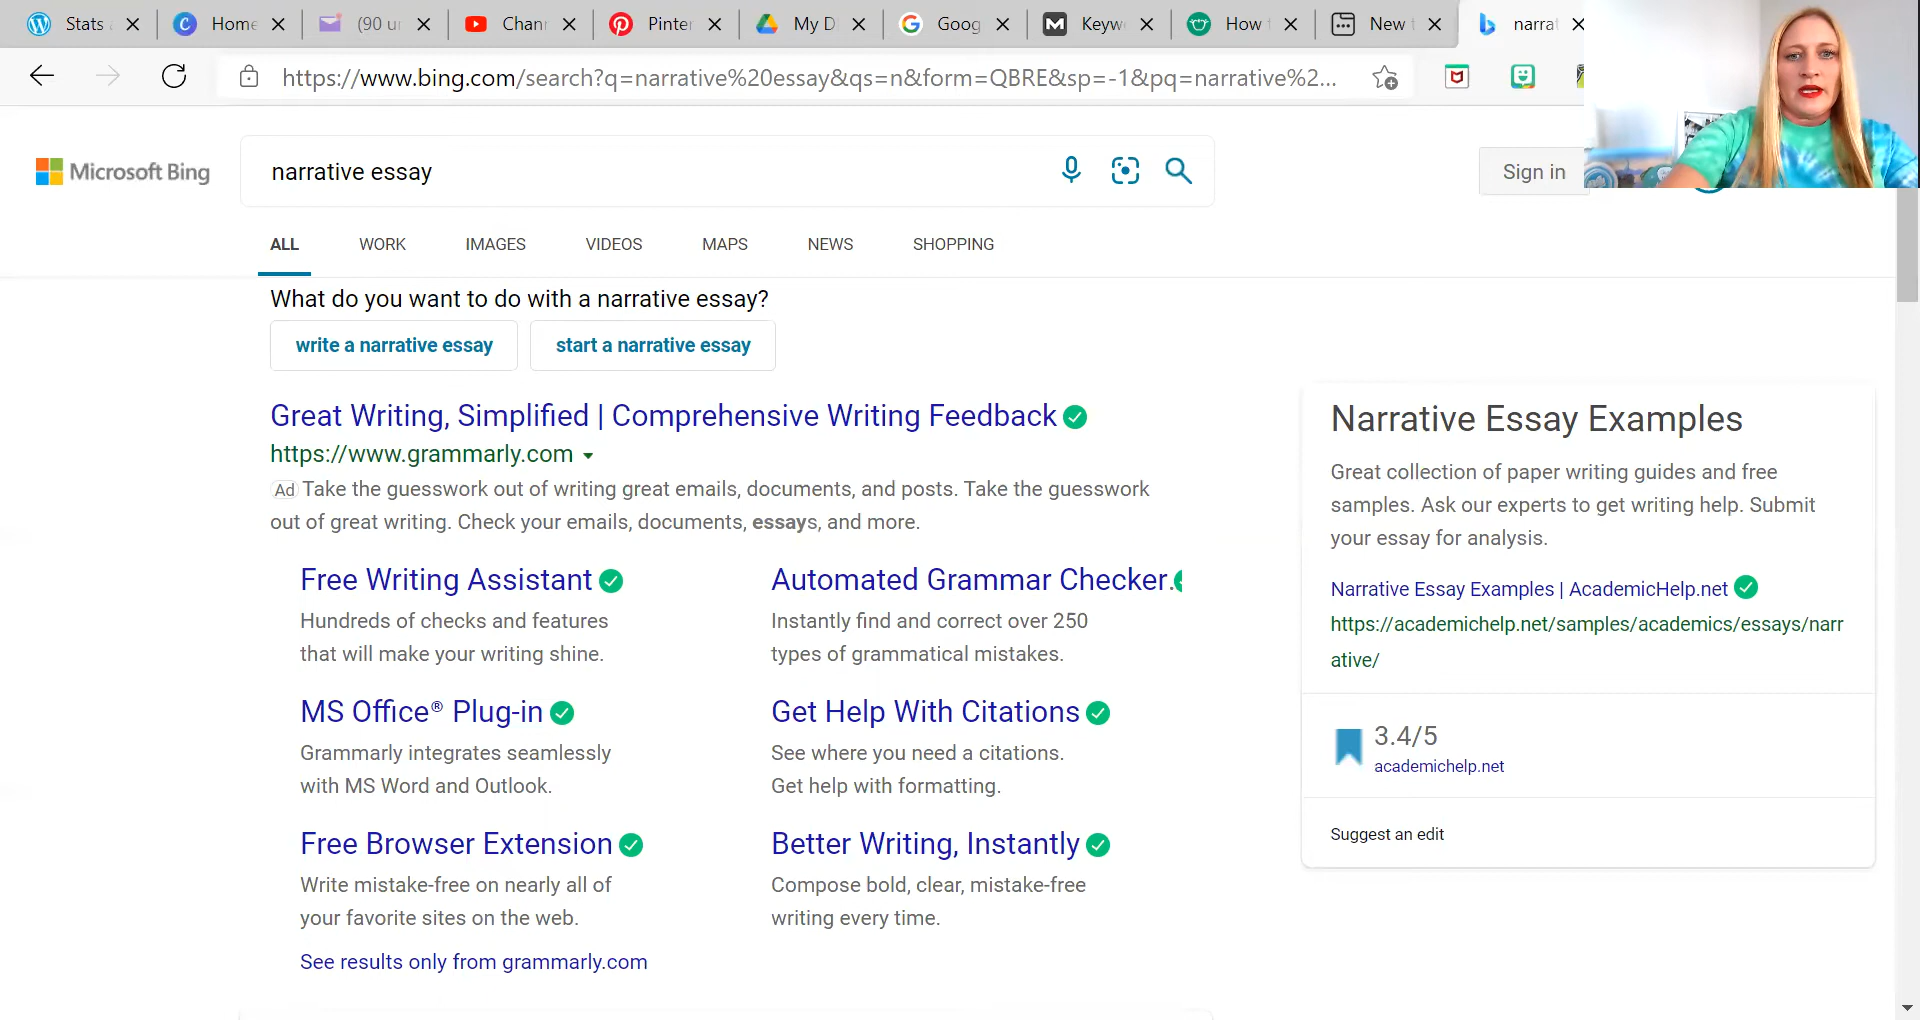 Stats
Home
(90 u
Chan
Pinter
My D
Goog
Keyw
How
New
narrat
https://www.bing.com/search?q=narrative%20essay&qs=n&form=QBRE&sp=-1&pq=narrative%2...
Microsoft Bing
narrative essay
Sign in
ALL WORK IMAGES VIDEOS MAPS NEWS SHOPPING
What do you want to do with a narrative essay?
write a narrative essay
start a narrative essay
Great Writing, Simplified | Comprehensive Writing Feedback
https://www.grammarly.com
Ad Take the guesswork out of writing great emails, documents, and posts. Take the guesswork
out of great writing. Check your emails, documents, essays, and more.
Free Writing Assistant
Hundreds of checks and features
that will make your writing shine.
Automated Grammar Checker.
Instantly find and correct over 250
types of grammatical mistakes.
MS Office® Plug-in
Grammarly integrates seamlessly
with MS Word and Outlook.
Get Help With Citations
See where you need a citations.
Get help with formatting.
Free Browser Extension
Write mistake-free on nearly all of
your favorite sites on the web.
Better Writing, Instantly
Compose bold, clear, mistake-free
writing every time.
See results only from grammarly.com
Narrative Essay Examples
Great collection of paper writing guides and free
samples. Ask our experts to get writing help. Submit
your essay for analysis.
Narrative Essay Examples | AcademicHelp.net
https://academichelp.net/samples/academics/essays/narr
ative/
3.4/5
academichelp.net
Suggest an edit